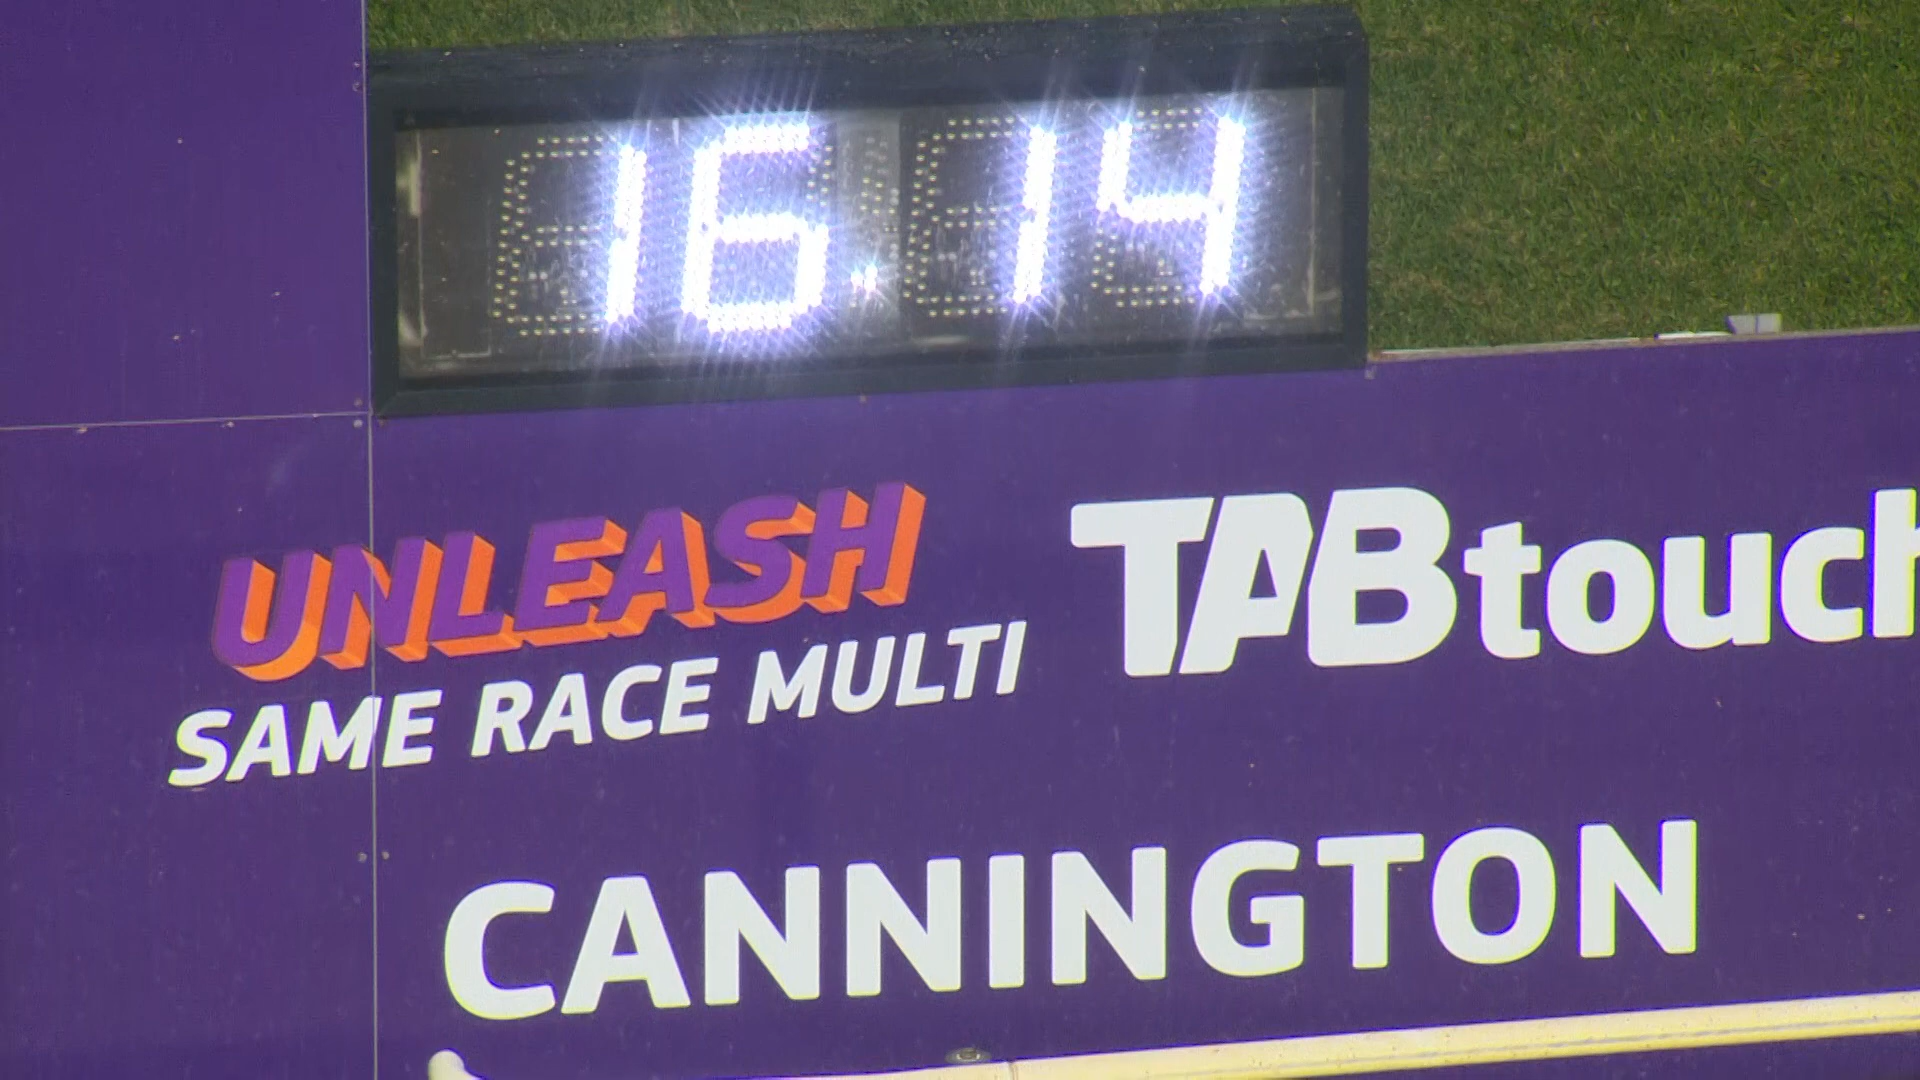 16.14
UNLEASH
SAME RACE MULTI
TABtouch
CANNINGTON